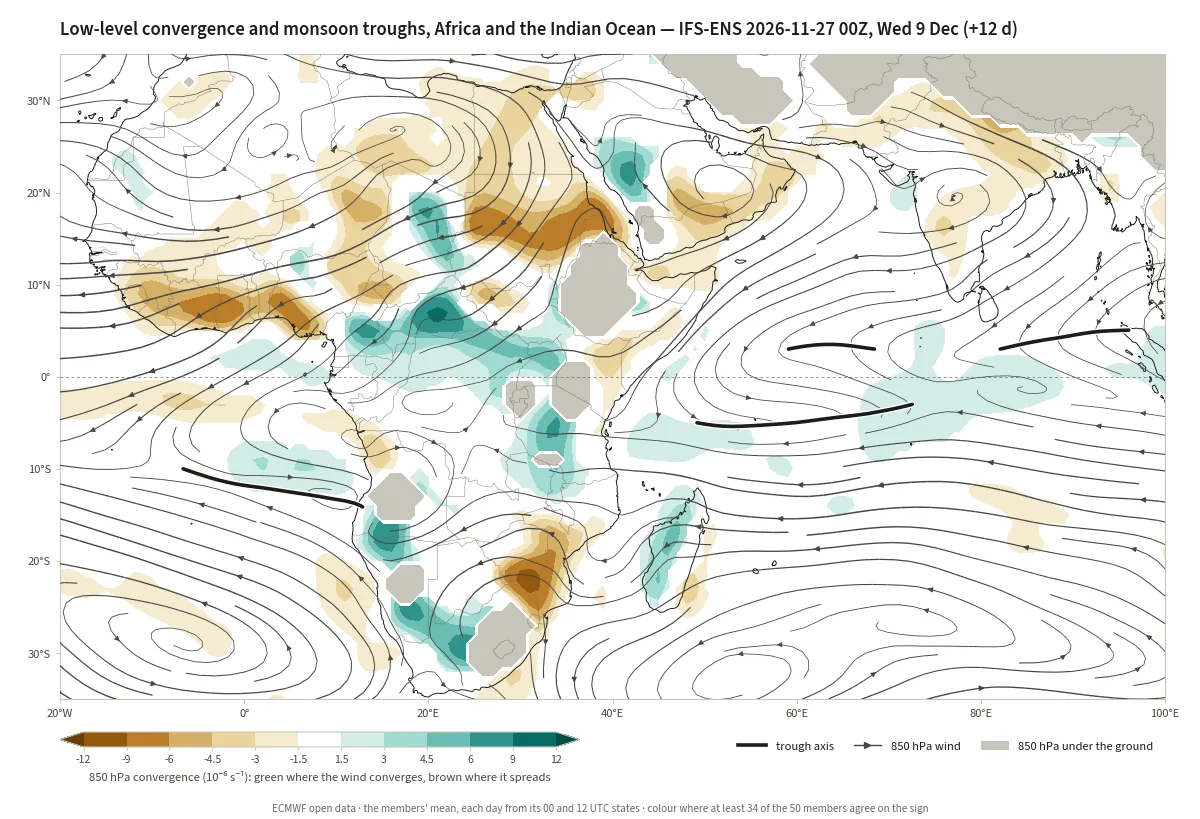 Low-level convergence and monsoon troughs, Africa and the Indian Ocean — IFS-ENS 2026-11-27 00Z, Wed 9 Dec (+12 d)
30°N
20°N
10°N
0°
10°S
20°S
30°S
20°W 0° 20°E 40°E 60°E 80°E 100°E
-12 -9 -6 -4.5 -3 -1.5 1.5 3 4.5 6 9 12
850 hPa convergence (10⁻⁶ s⁻¹): green where the wind converges, brown where it spreads
trough axis 850 hPa wind 850 hPa under the ground
ECMWF open data · the members' mean, each day from its 00 and 12 UTC states · colour where at least 34 of the 50 members agree on the sign